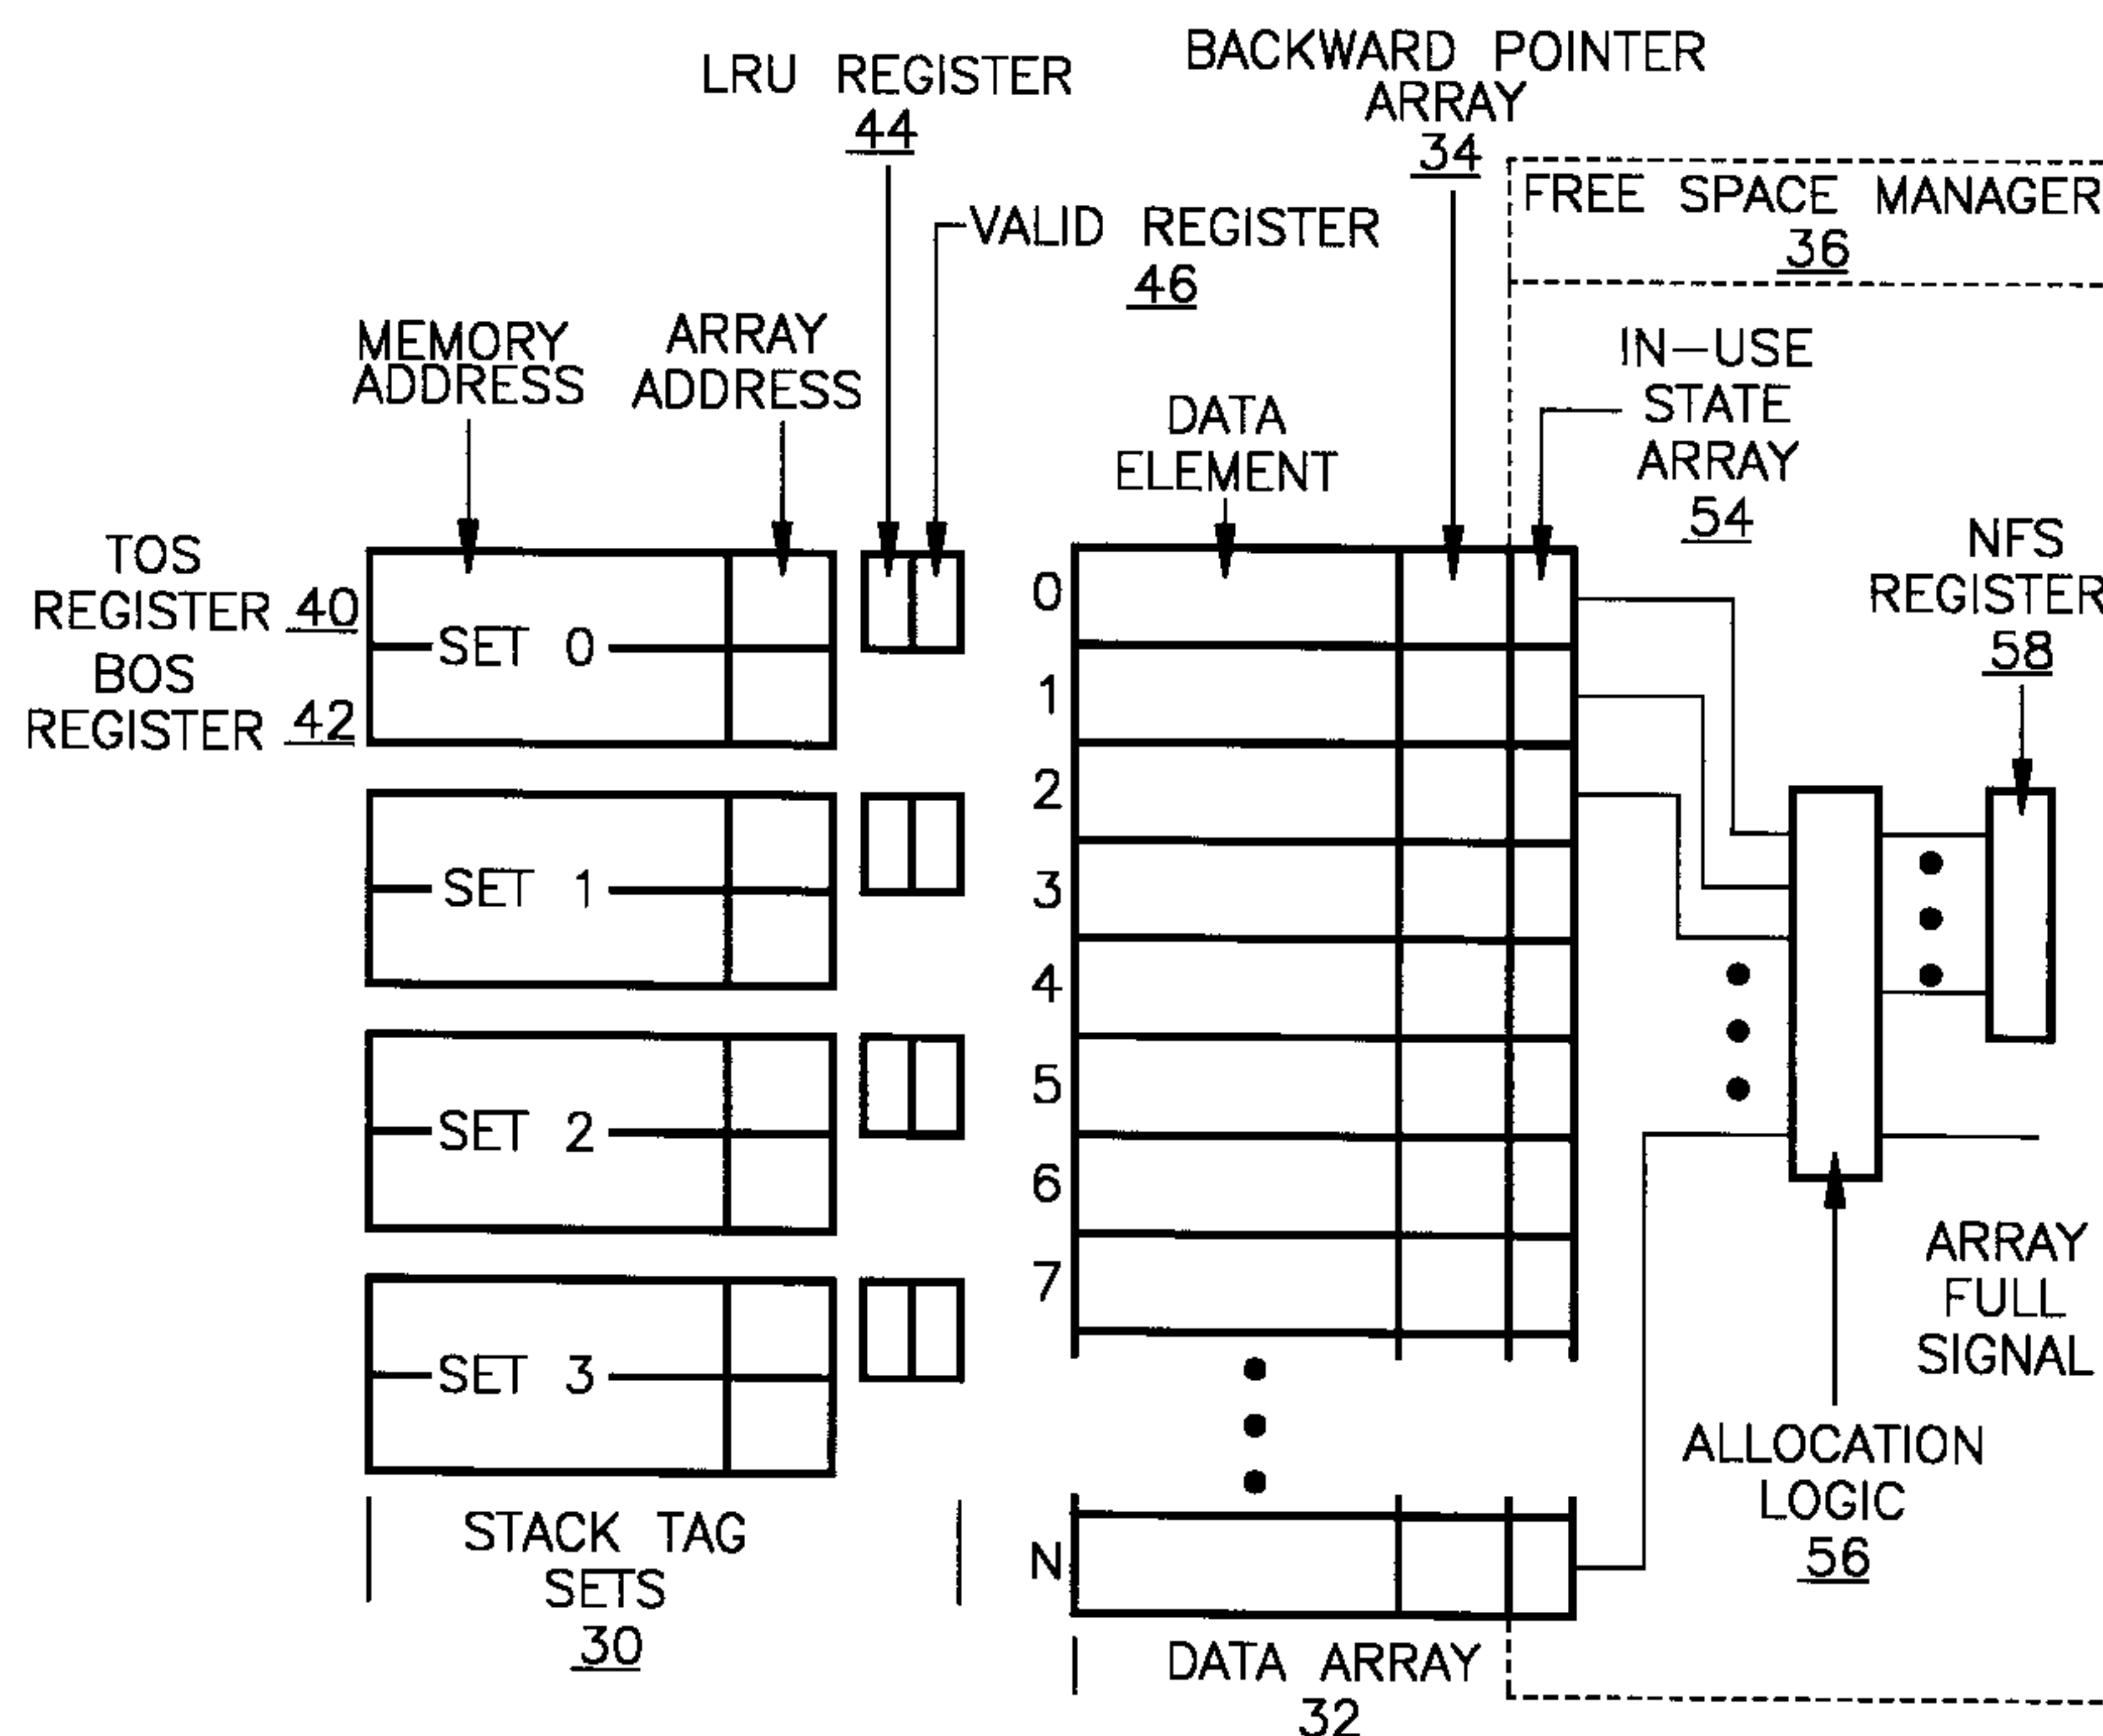 BACKWARD POINTER
ARRAY
34
LRU REGISTER
44
FREE SPACE MANAGER
36
VALID REGISTER
46
MEMORY
ADDRESS
ARRAY
ADDRESS
DATA
ELEMENT
IN-USE
STATE
ARRAY
54
NFS
REGISTER
58
TOS
REGISTER 40
BOS
REGISTER 42
SET 0
SET 1
SET 2
SET 3
0
1
2
3
4
5
6
7
N
ARRAY
FULL
SIGNAL
ALLOCATION
LOGIC
56
STACK TAG
SETS
30
DATA ARRAY
32